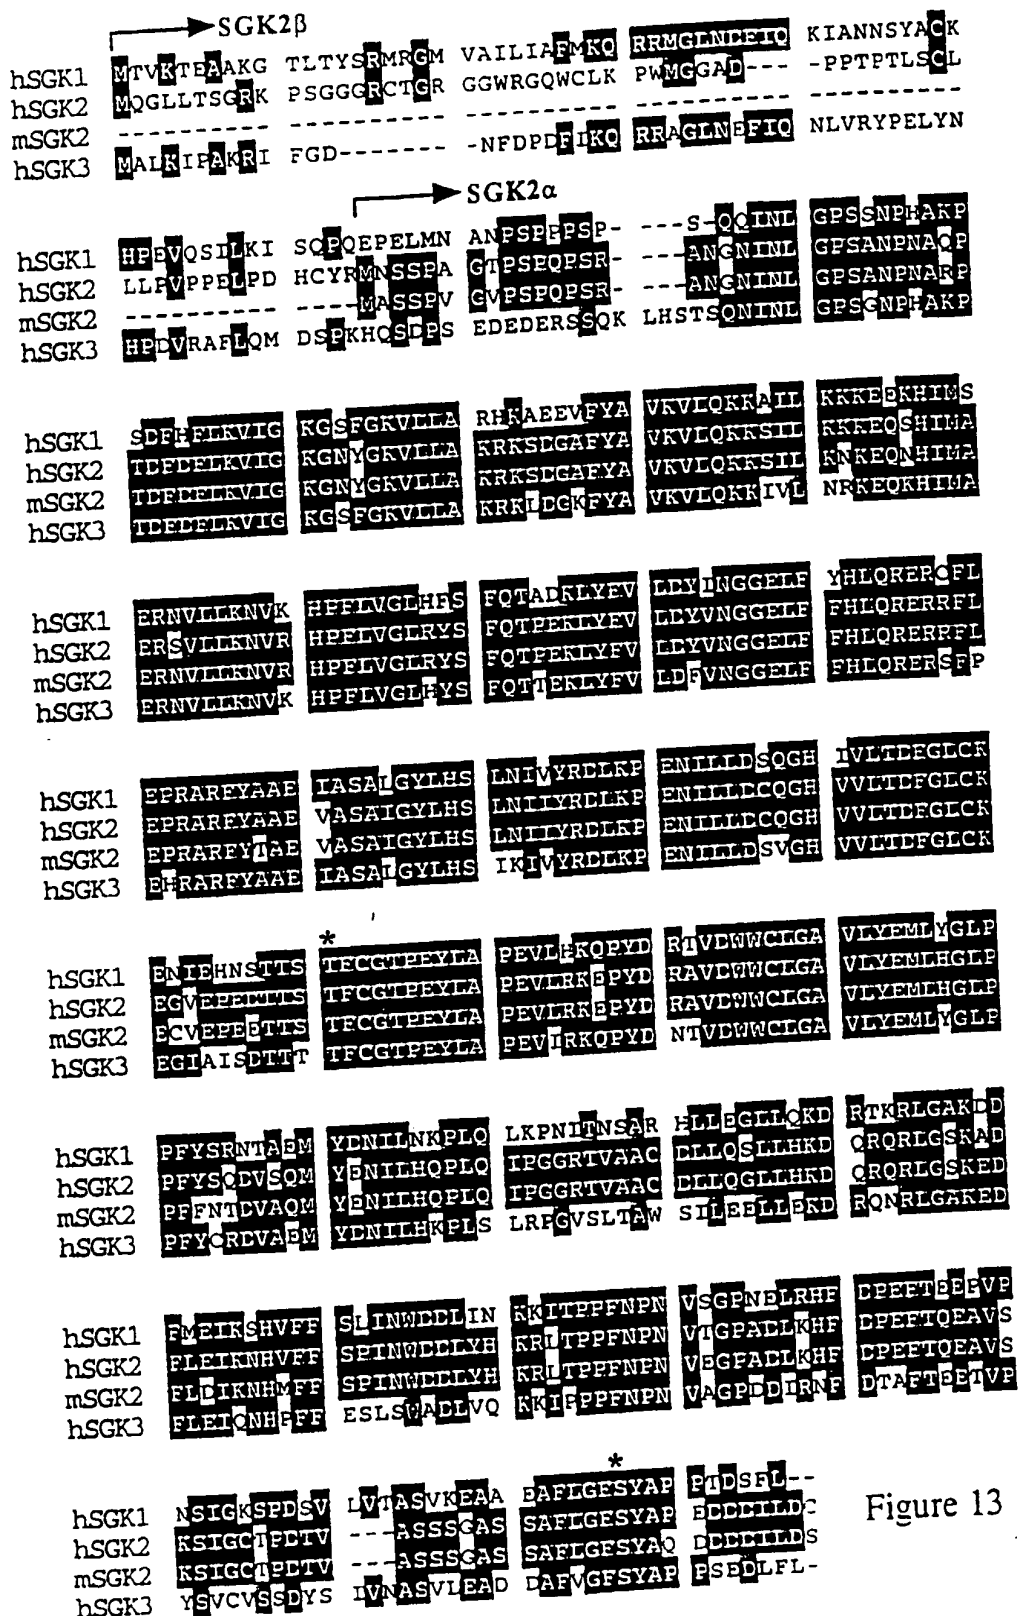 SGK2β
hSGK1 MTVKTEAAKG TLTYSRMRGM VAILIAFMKQ RRMGLNDFIQ KIANNSYACK
hSGK2 MQGLLTSGRK PSGGGRCTGR GGWRGQWCLK PWMGGAD--- -PPTPTLSCL
mSGK2 ---------- ---------- ---------- ---------- ----------
hSGK3 MALKIPAKRI FGD------- -NFDPDFIKQ RRAGLNEFIQ NLVRYPELYN
SGK2α
hSGK1 HPEVQSDLKI SQPQEPELMN ANPSPPPSP- ----S-QQINL GPSSNPHAKP
hSGK2 LLPVPPELPD HCYRMNSSPA GTPSPQPSR- ---ANGNINL GPSANPNAQP
mSGK2 ---------- ----MASSPV GVPSPQPSR- ---ANGNINL GPSANPNARP
hSGK3 HPDVRAFLQM DSPKHQSDPS EDEDERSSQK LHSTSQNINL GPSGNPHAKP
hSGK1 SDFHFLKVIG KGSFGKVLLA RHKAEEVFYA VKVLQKKAIL KKKEEKHIMS
hSGK2 TDFDFLKVIG KGNYGKVLLA KRKSDGAFYA VKVLQKKSIL KKKEQSHIMA
mSGK2 TDFDFLKVIG KGNYGKVLLA KRKSDGAFYA VKVLQKKSIL KNKEQNHIMA
hSGK3 TDFDFLKVIG KGSFGKVLLA KRKLDGKFYA VKVLQKKIVL NRKEQKHIMA
hSGK1 ERNVLLKNVK HPFLVGLHFS FQTADKLYFV LDYINGGELF YHLQRERCFL
hSGK2 ERSVLLKNVR HPFLVGLRYS FQTPEKLYFV LDYVNGGELF FHLQRERRFL
mSGK2 ERNVLLKNVR HPFLVGLRYS FQTPEKLYFV LDYVNGGELF FHLQRERRFL
hSGK3 ERNVLLKNVK HPFLVGLHYS FQTTEKLYFV LDFVNGGELF FHLQRERSFP
hSGK1 EPRARFYAAE IASALGYLHS LNIVYRDLKP ENILLDSQGH IVLTDFGLCK
hSGK2 EPRARFYAAE VASAIGYLHS LNIIYRDLKP ENILLDCQGH VVLTDFGLCK
mSGK2 EPRARFYTAE VASAIGYLHS LNIIYRDLKP ENILLDCQGH VVLTDFGLCK
hSGK3 EHRARFYAAE IASALGYLHS IKIVYRDLKP ENILLDSVGH VVLTDFGLCK
*
hSGK1 ENIEHNSTTS TFCGTPEYLA PEVLHKQPYD RTVDWWCLGA VLYEMLYGLP
hSGK2 EGVEPEDTTS TFCGTPEYLA PEVLRKEPYD RAVDWWCLGA VLYEMLHGLP
mSGK2 ECVEPEETTS TFCGTPEYLA PEVLRKEPYD RAVDWWCLGA VLYEMLHGLP
hSGK3 EGIAISDTTT TFCGTPEYLA PEVIRKQPYD NTVDWWCLGA VLYEMLYGLP
hSGK1 PFYSRNTAEM YDNILNKPLQ LKPNITNSAR HLLEGLLQKD RTKRLGAKDD
hSGK2 PFYSQDVSQM YENILHQPLQ IPGGRTVAAC DLLQSLLHKD QRQRLGSKAD
mSGK2 PFFNTDVAQM YENILHQPLQ IPGGRTVAAC DLLQGLLHKD QRQRLGSKED
hSGK3 PFYCRDVAEM YDNILHKPLS LRPGVSLTAW SILEELLEKD RQNRLGAKED
hSGK1 FMEIKSHVFF SLINWDDLIN KKITPPFNPN VSGPNELRHF DPEFTEEPVP
hSGK2 FLEIKNHVFF SPINWDDLYH KRLTPPFNPN VTGPADLKHF DPEFTQEAVS
mSGK2 FLDIKNHMFF SPINWDDLYH KRLTPPFNPN VEGPADLKHF DPEFTQEAVS
hSGK3 FLEIQNHPFF ESLSWADLVQ KKIPPPFNPN VAGPDDIRNF DTAFTEETVP
*
hSGK1 NSIGKSPDSV LVTASVKEAA EAFLGFSYAP PTDSFL--
hSGK2 KSIGCTPDTV ---ASSSGAS SAFLGFSYAP EDDDILDC
mSGK2 KSIGCTPDTV ---ASSSGAS SAFLGFSYAQ DDDDILDS
hSGK3 YSVCVSSDYS IVNASVLEAD DAFVGFSYAP PSEDLFL-
Figure 13